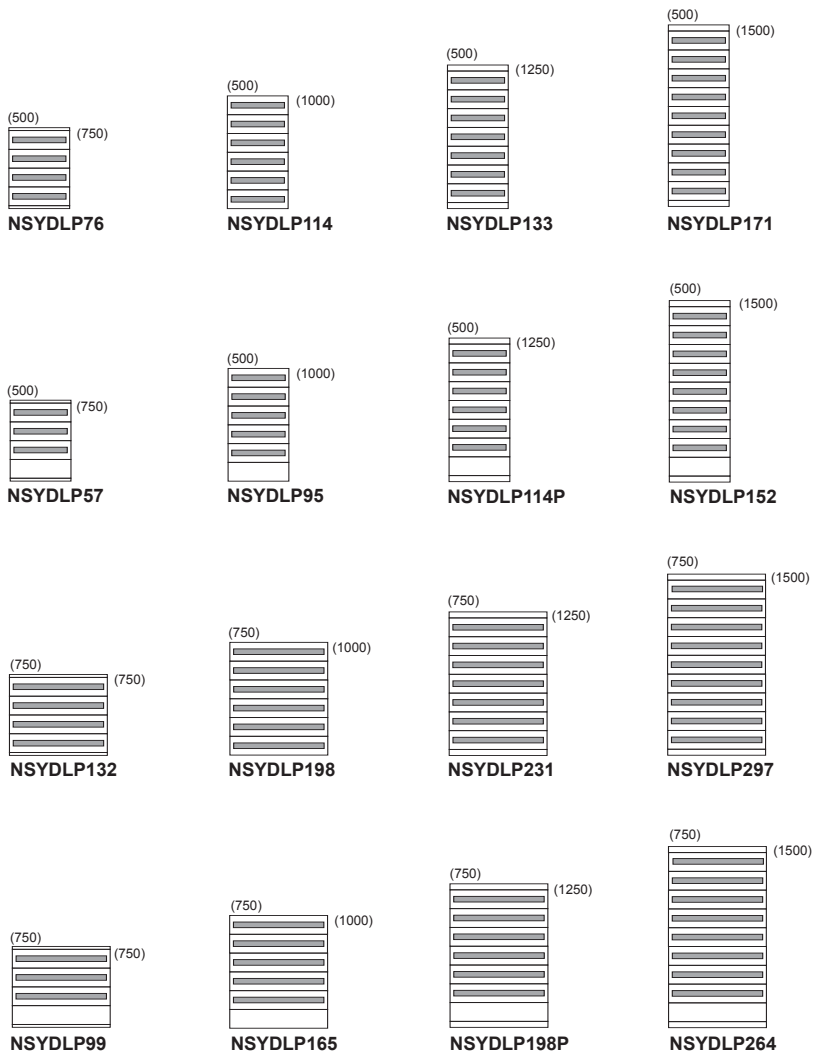 (500)
(750)
NSYDLP76
(500)
(1000)
NSYDLP114
(500)
(1250)
NSYDLP133
(500)
(1500)
NSYDLP171
(500)
(750)
NSYDLP57
(500)
(1000)
NSYDLP95
(500)
(1250)
NSYDLP114P
(500)
(1500)
NSYDLP152
(750)
(750)
NSYDLP132
(750)
(1000)
NSYDLP198
(750)
(1250)
NSYDLP231
(750)
(1500)
NSYDLP297
(750)
(750)
NSYDLP99
(750)
(1000)
NSYDLP165
(750)
(1250)
NSYDLP198P
(750)
(1500)
NSYDLP264